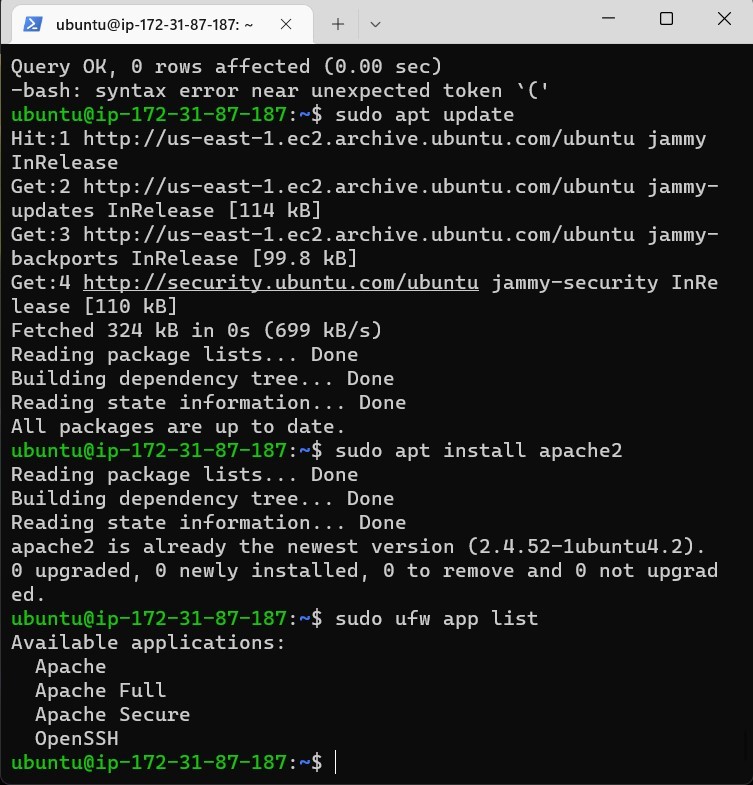 ubuntu@ip-172-31-87-187: ~
Query OK, 0 rows affected (0.00 sec)
-bash: syntax error near unexpected token `('
ubuntu@ip-172-31-87-187:~$ sudo apt update
Hit:1 http://us-east-1.ec2.archive.ubuntu.com/ubuntu jammy
InRelease
Get:2 http://us-east-1.ec2.archive.ubuntu.com/ubuntu jammy-
updates InRelease [114 kB]
Get:3 http://us-east-1.ec2.archive.ubuntu.com/ubuntu jammy-
backports InRelease [99.8 kB]
Get:4 http://security.ubuntu.com/ubuntu jammy-security InRe
lease [110 kB]
Fetched 324 kB in 0s (699 kB/s)
Reading package lists... Done
Building dependency tree... Done
Reading state information... Done
All packages are up to date.
ubuntu@ip-172-31-87-187:~$ sudo apt install apache2
Reading package lists... Done
Building dependency tree... Done
Reading state information... Done
apache2 is already the newest version (2.4.52-1ubuntu4.2).
0 upgraded, 0 newly installed, 0 to remove and 0 not upgrad
ed.
ubuntu@ip-172-31-87-187:~$ sudo ufw app list
Available applications:
  Apache
  Apache Full
  Apache Secure
  OpenSSH
ubuntu@ip-172-31-87-187:~$